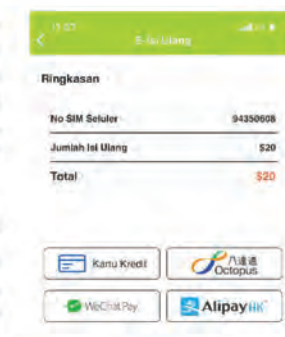 E-Isi Ulang
Ringkasan
No SIM Seluler 94350608
Jumlah Isi Ulang $20
Total $20
Kartu Kredit
八達通
Octopus
WeChat Pay
AlipayHK